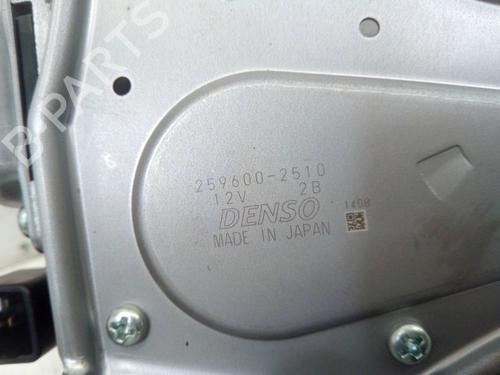 B-PARTS
259600-2510
12V 2B
DENSO 1408
MADE IN JAPAN